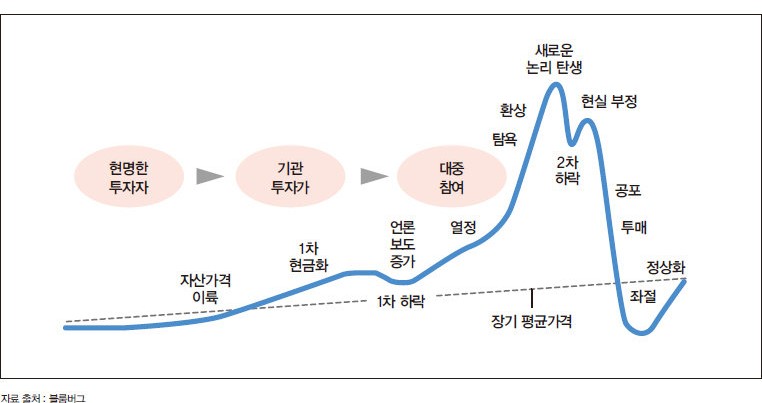 새로운
논리 탄생
환상
현실 부정
탐욕
현명한
투자자
기관
투자가
대중
참여
2차
하락
공포
언론
보도
증가
열정
투매
1차
현금화
자산가격
이륙
정상화
좌절
1차 하락
장기 평균가격
자료 출처 : 블룸버그